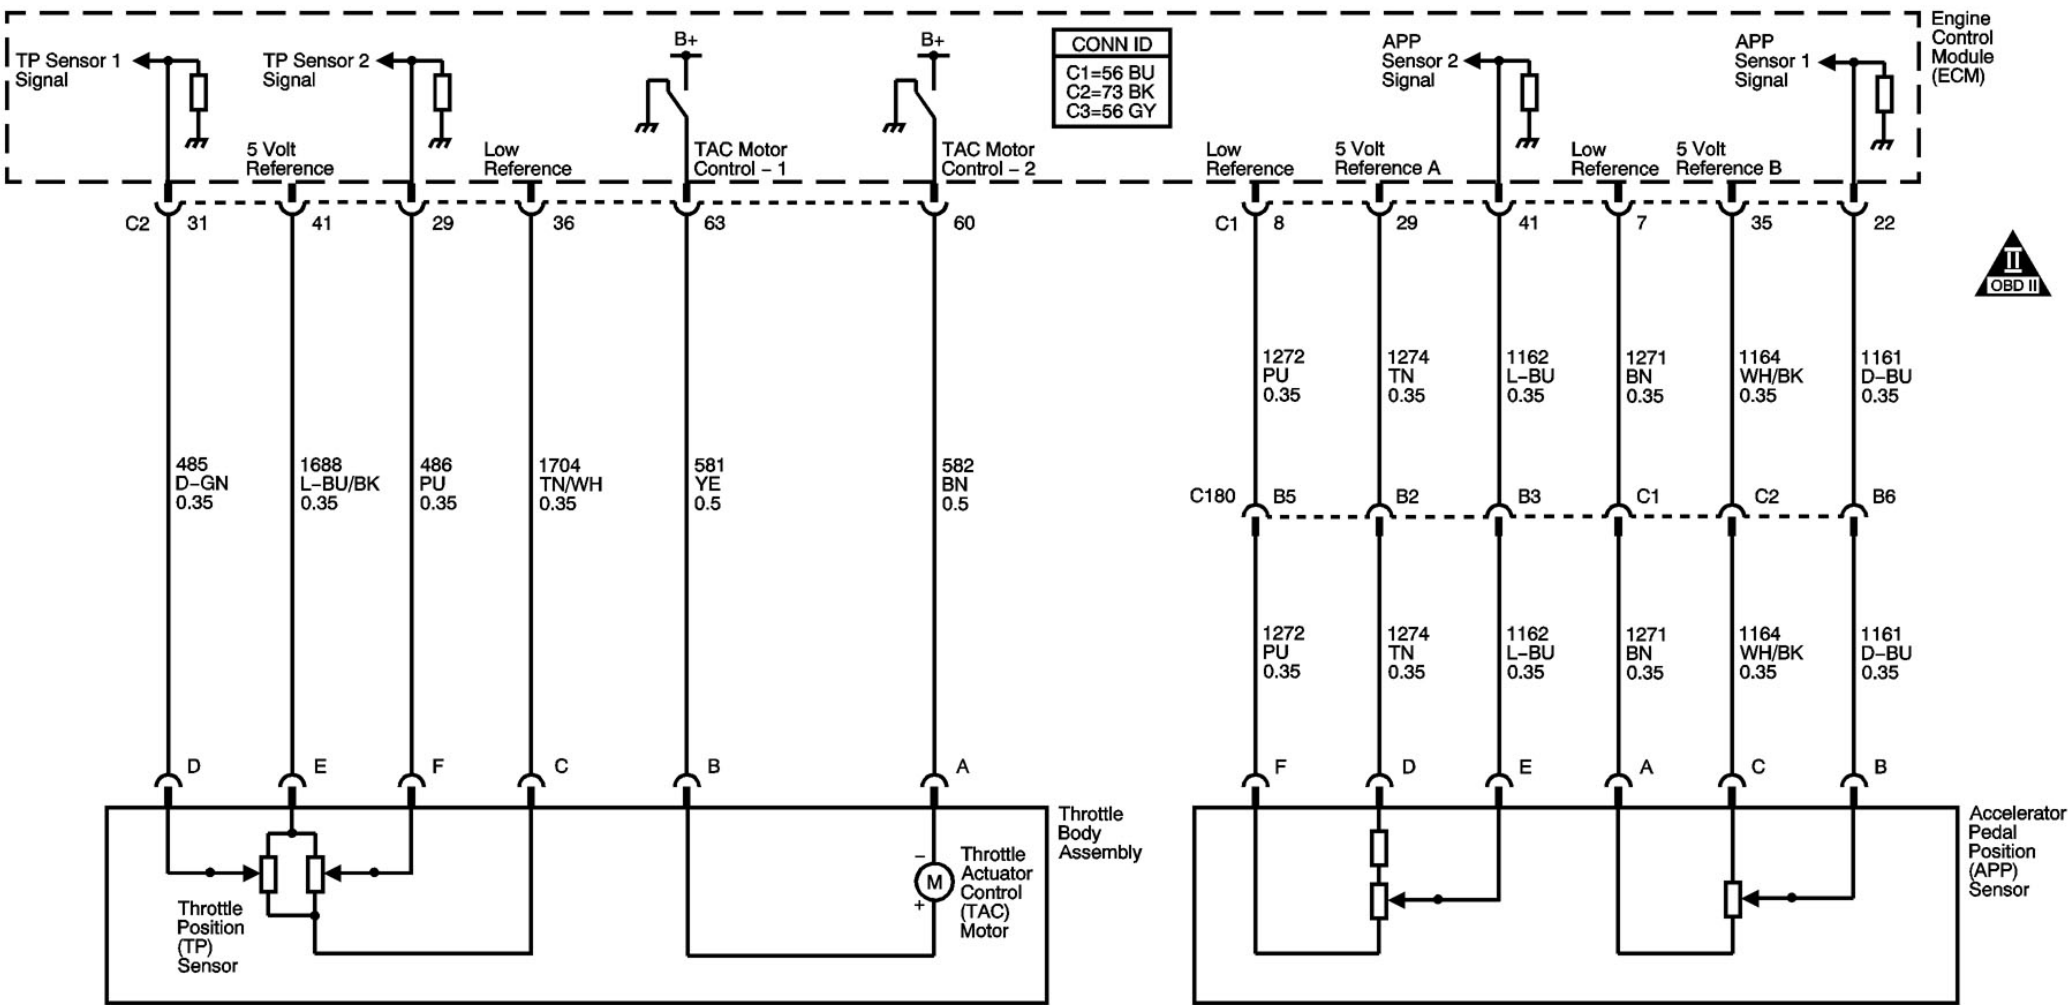 TP Sensor 1
Signal
TP Sensor 2
Signal
B+
B+
CONN ID
C1=56 BU
C2=73 BK
C3=56 GY
APP
Sensor 2
Signal
APP
Sensor 1
Signal
Engine
Control
Module
(ECM)
5 Volt
Reference
Low
Reference
TAC Motor
Control – 1
TAC Motor
Control – 2
Low
Reference
5 Volt
Reference A
Low
Reference
5 Volt
Reference B
C2 31 41 29 36 63 60 C1 8 29 41 7 35 22
II
OBD II
1272
PU
0.35
1274
TN
0.35
1162
L–BU
0.35
1271
BN
0.35
1164
WH/BK
0.35
1161
D–BU
0.35
485
D–GN
0.35
1688
L–BU/BK
0.35
486
PU
0.35
1704
TN/WH
0.35
581
YE
0.5
582
BN
0.5
C180 B5 B2 B3 C1 C2 B6
1272
PU
0.35
1274
TN
0.35
1162
L–BU
0.35
1271
BN
0.35
1164
WH/BK
0.35
1161
D–BU
0.35
D E F C B A F D E A C B
Throttle
Body
Assembly
Accelerator
Pedal
Position
(APP)
Sensor
Throttle
Position
(TP)
Sensor
–
M
+
Throttle
Actuator
Control
(TAC)
Motor